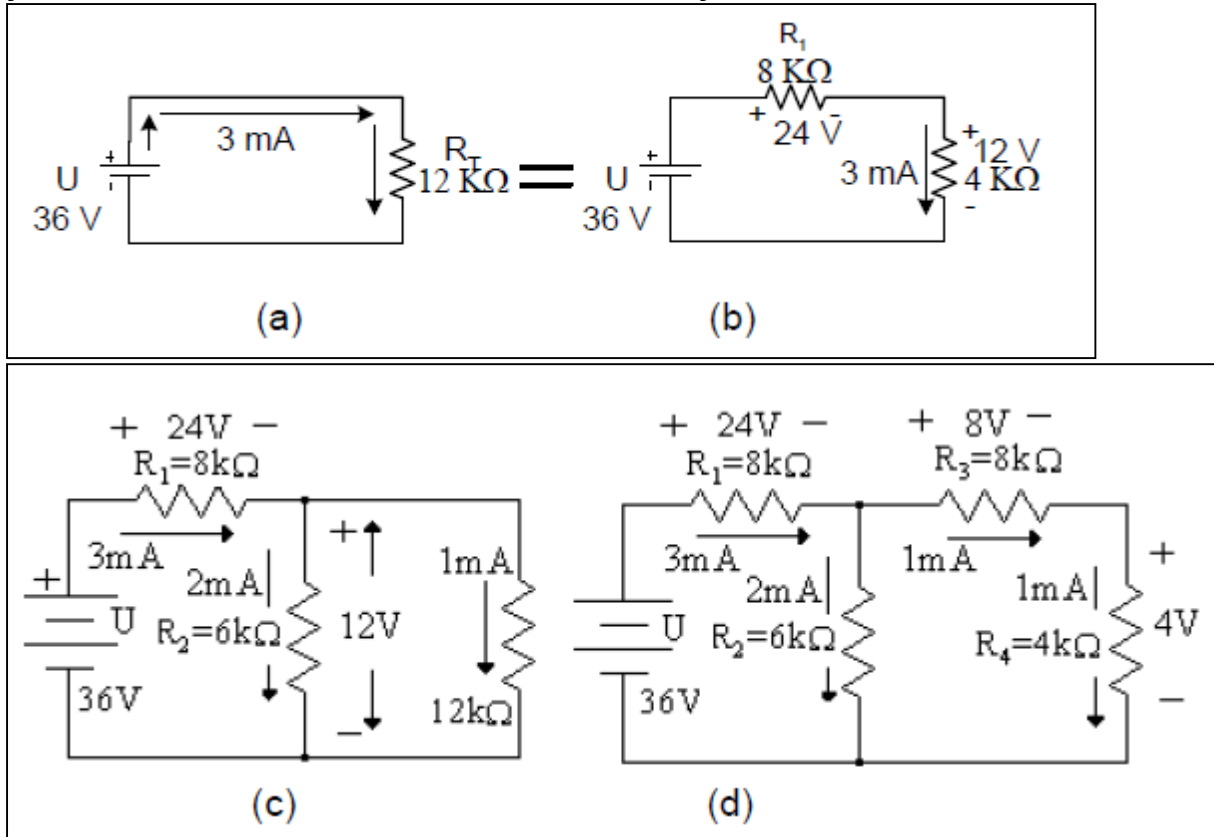 R1
8 KΩ
+ 24 V -
3 mA
+
-
U
36 V
RT
12 KΩ
=
+
-
U
36 V
3 mA
+
12 V
4 KΩ
-
(a)
(b)
+ 24V −
R1=8kΩ
3mA
+
U
36V
2mA
R2=6kΩ
+
12V
−
1mA
12kΩ
(c)
+ 24V −
R1=8kΩ
3mA
+ 8V −
R3=8kΩ
1mA
U
36V
2mA
R2=6kΩ
1mA
R4=4kΩ
+
4V
−
(d)